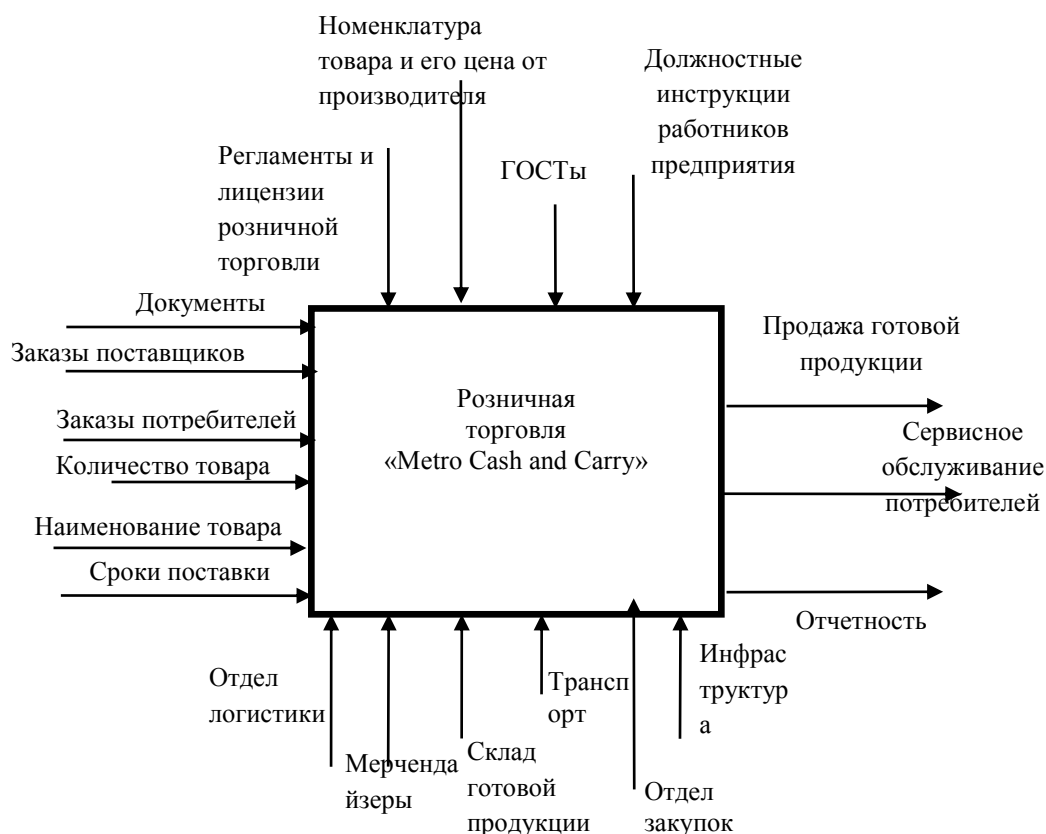 Номенклатура
товара и его цена от
производителя
Должностные
инструкции
работников
предприятия
Регламенты и
лицензии
розничной
торговли
ГОСТы
Документы
Заказы поставщиков
Заказы потребителей
Количество товара
Наименование товара
Сроки поставки
Розничная
торговля
«Metro Cash and Carry»
Продажа готовой
продукции
Сервисное
обслуживание
потребителей
Отчетность
Отдел
логистики
Мерченда
йзеры
Склад
готовой
продукции
Трансп
орт
Отдел
закупок
Инфрас
труктур
а